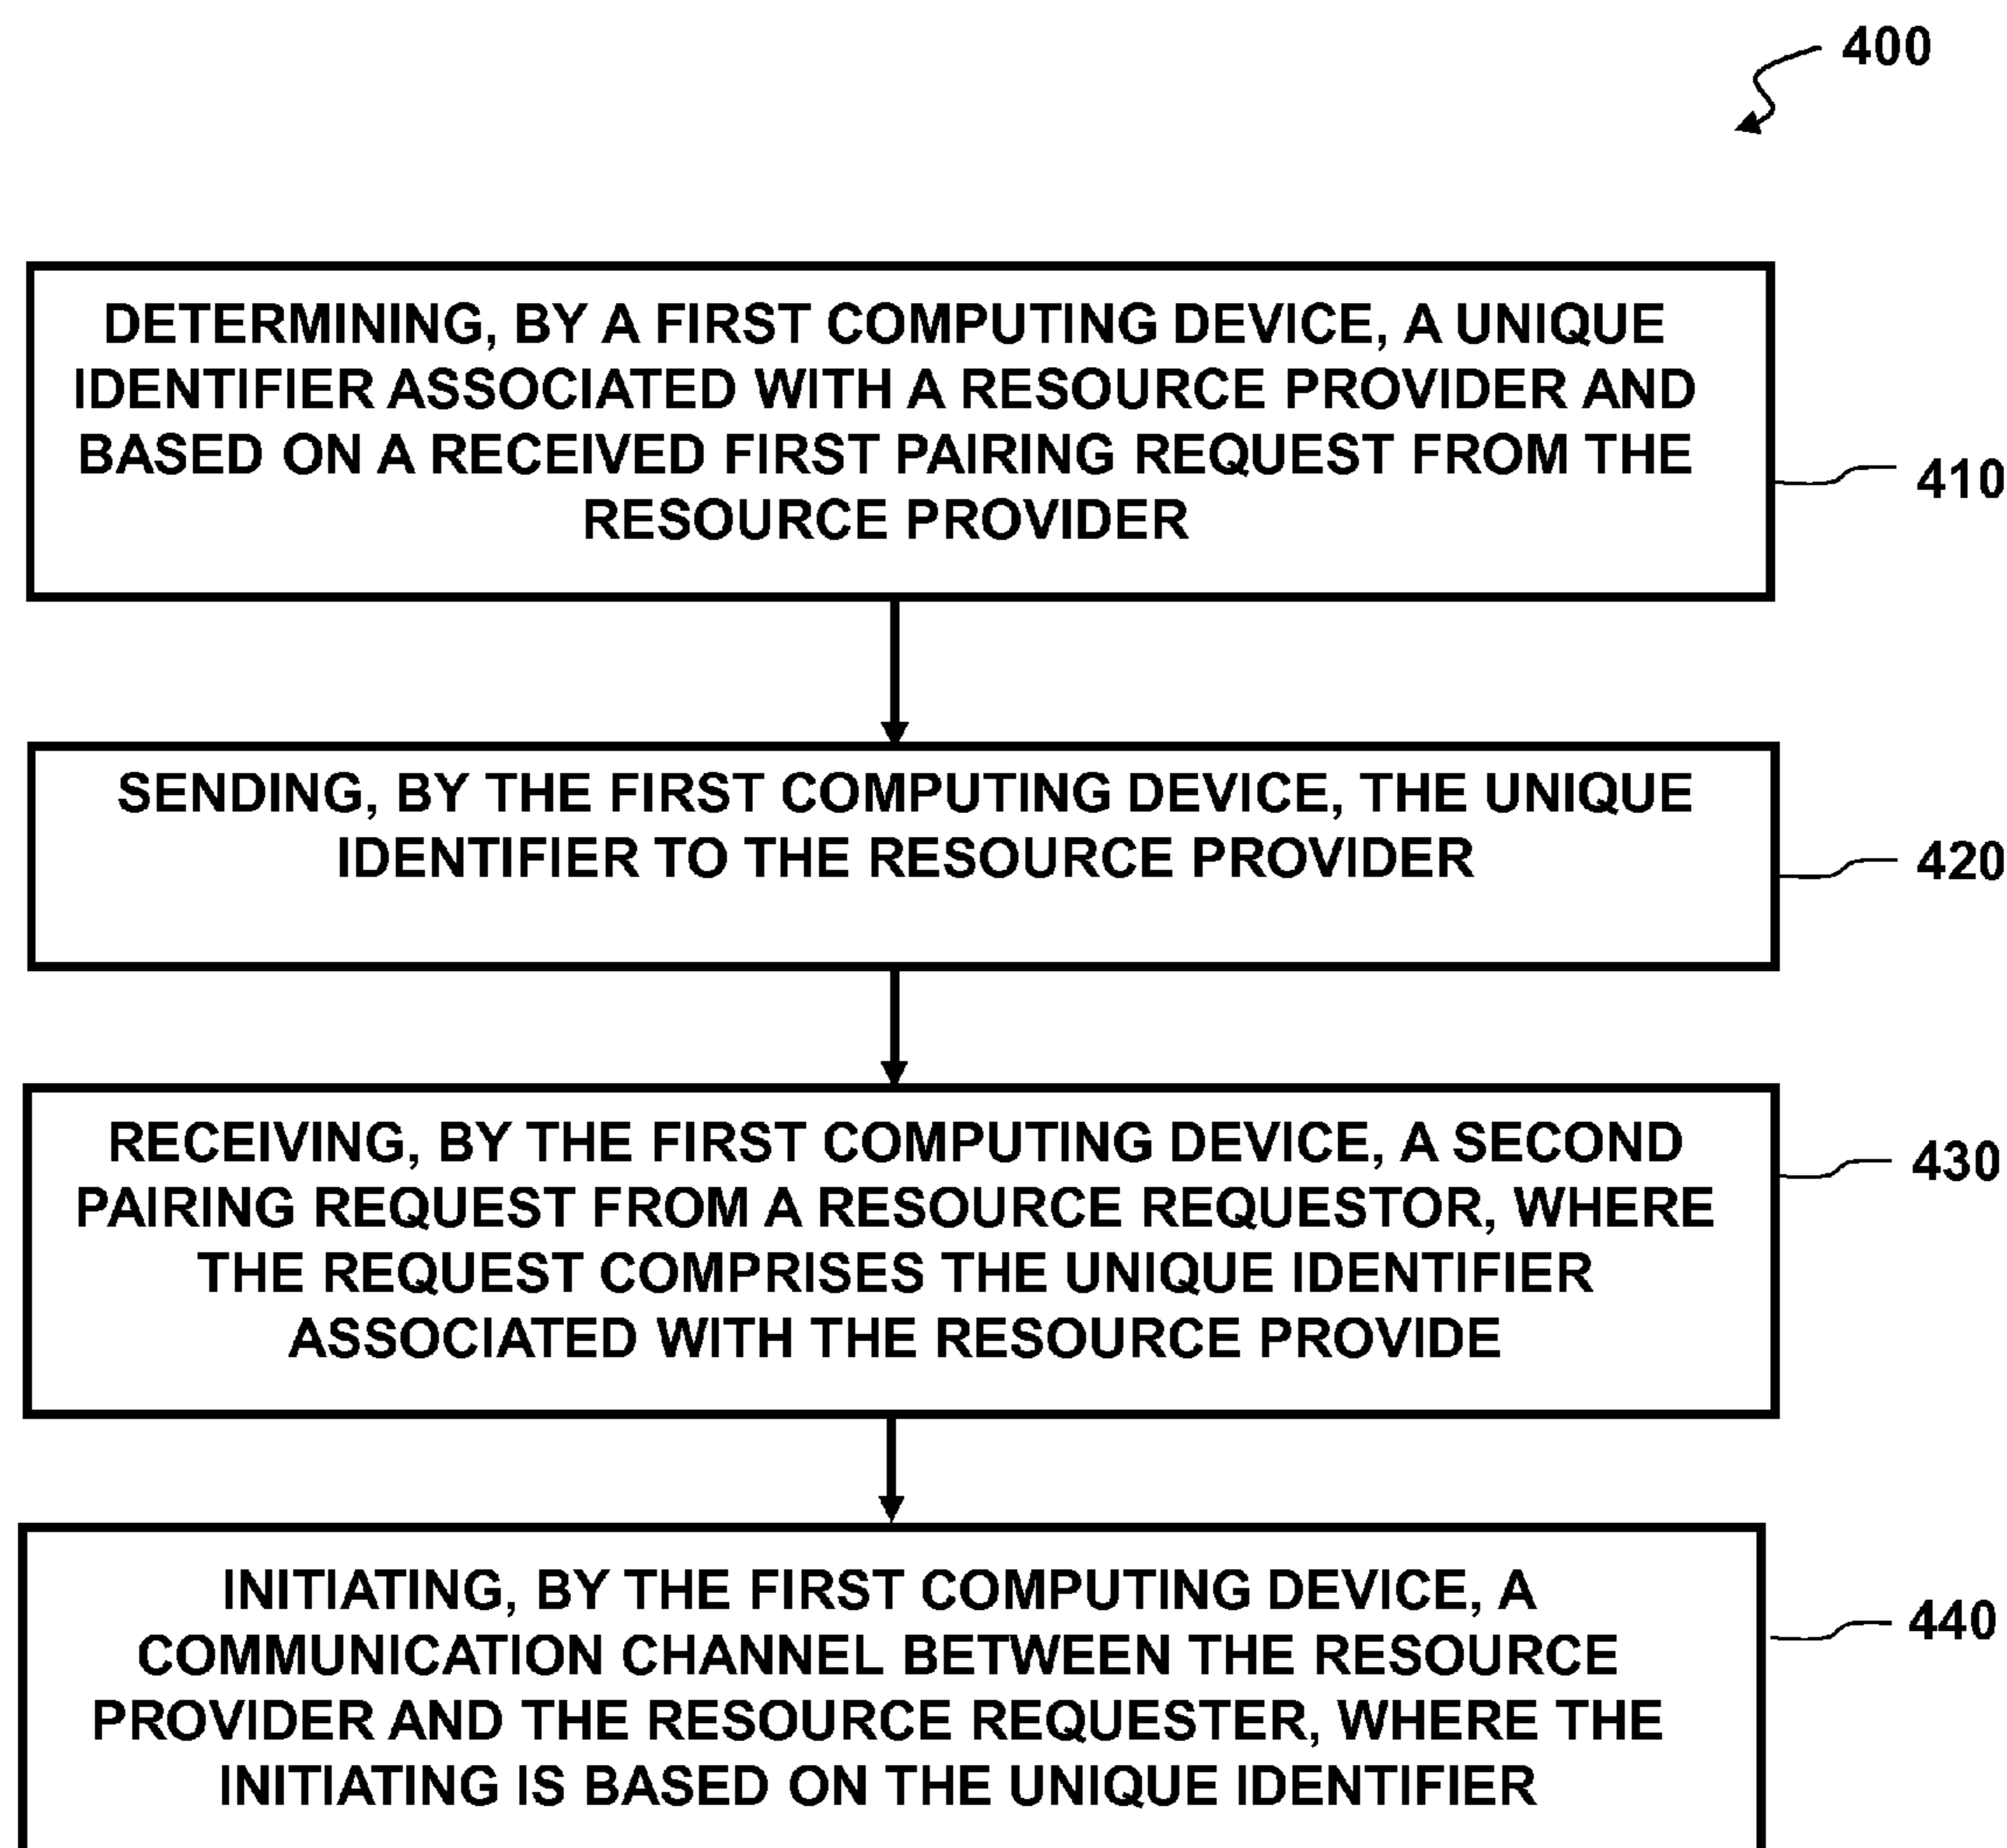 400
DETERMINING, BY A FIRST COMPUTING DEVICE, A UNIQUE
IDENTIFIER ASSOCIATED WITH A RESOURCE PROVIDER AND
BASED ON A RECEIVED FIRST PAIRING REQUEST FROM THE
RESOURCE PROVIDER
410
SENDING, BY THE FIRST COMPUTING DEVICE, THE UNIQUE
IDENTIFIER TO THE RESOURCE PROVIDER
420
RECEIVING, BY THE FIRST COMPUTING DEVICE, A SECOND
PAIRING REQUEST FROM A RESOURCE REQUESTOR, WHERE
THE REQUEST COMPRISES THE UNIQUE IDENTIFIER
ASSOCIATED WITH THE RESOURCE PROVIDE
430
INITIATING, BY THE FIRST COMPUTING DEVICE, A
COMMUNICATION CHANNEL BETWEEN THE RESOURCE
PROVIDER AND THE RESOURCE REQUESTER, WHERE THE
INITIATING IS BASED ON THE UNIQUE IDENTIFIER
440